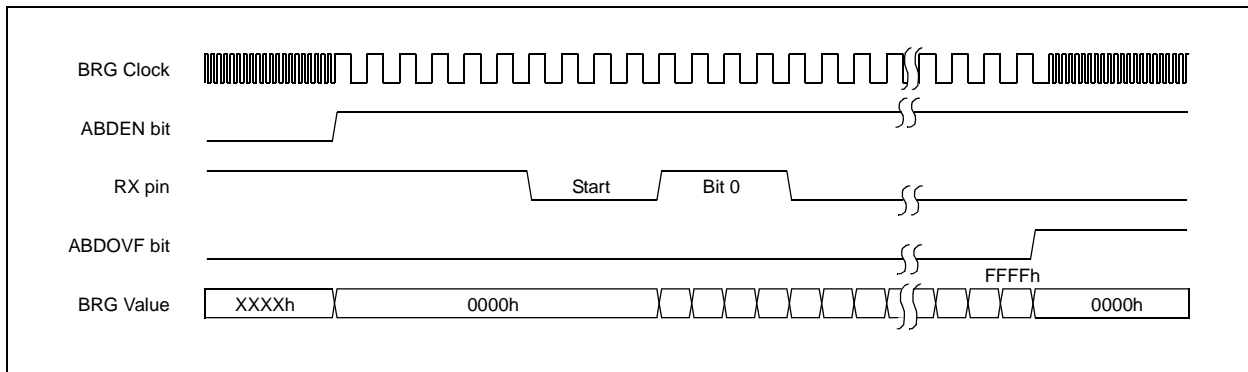 BRG Clock
ABDEN bit
RX pin
Start
Bit 0
ABDOVF bit
FFFFh
BRG Value
XXXXh
0000h
0000h